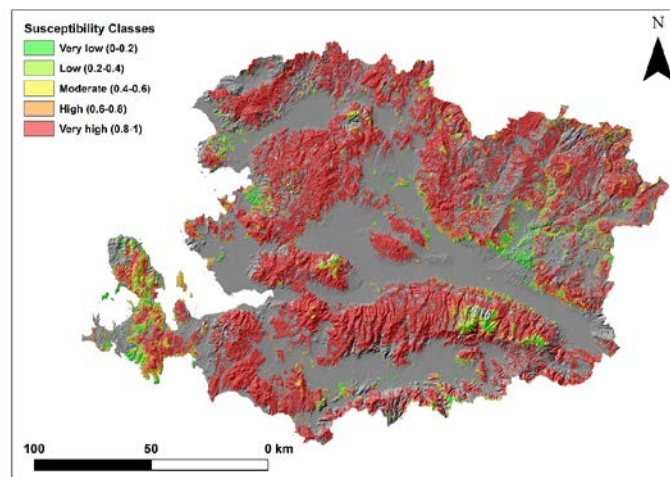 Susceptibility Classes
Very low (0-0.2)
Low (0.2-0.4)
Moderate (0.4-0.6)
High (0.6-0.8)
Very high (0.8-1)
N
100 50 0 km